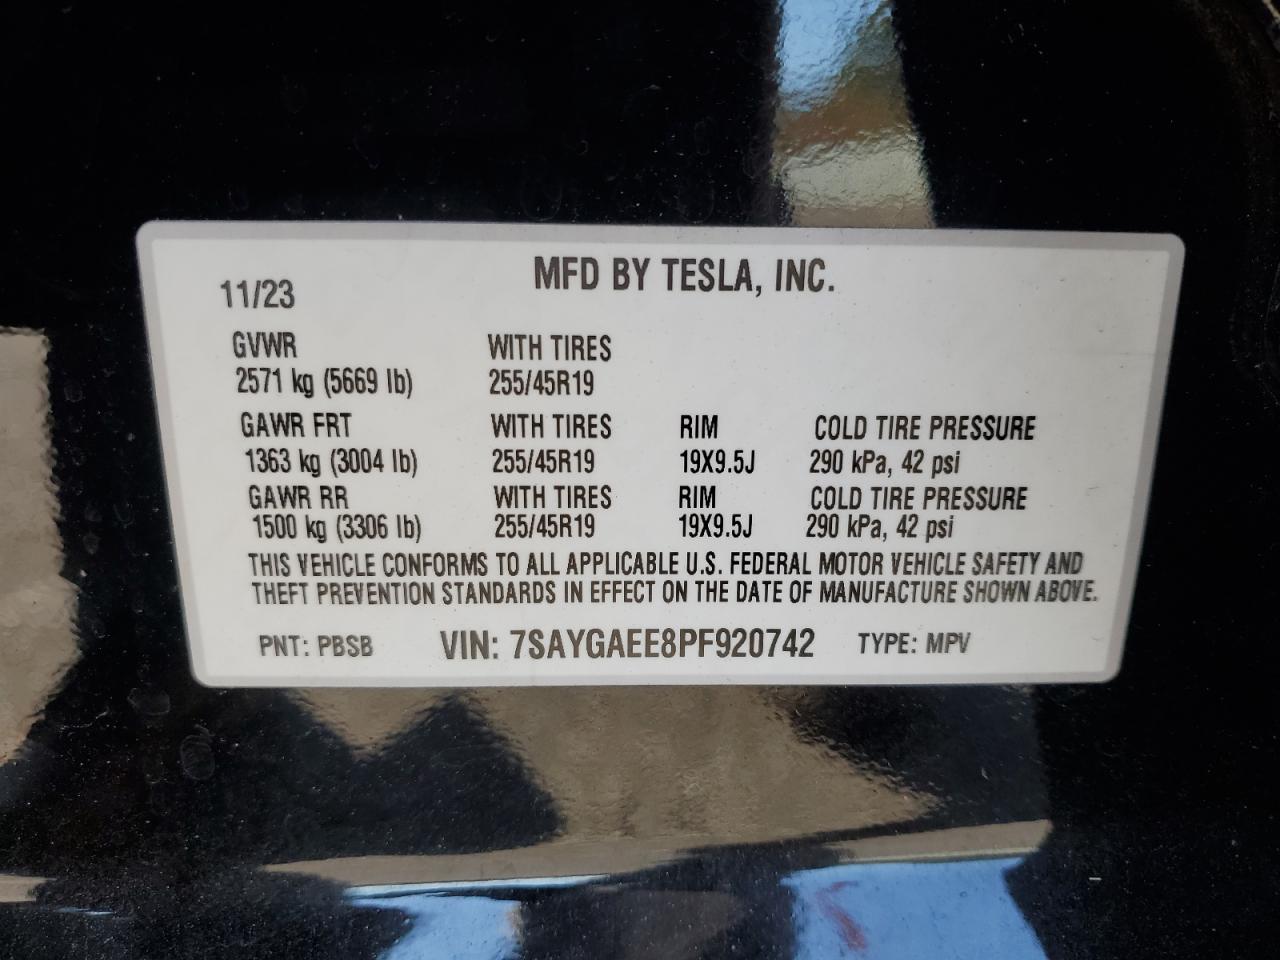 MFD BY TESLA, INC.
11/23
GVWR WITH TIRES
2571 kg (5669 lb) 255/45R19
GAWR FRT WITH TIRES RIM COLD TIRE PRESSURE
1363 kg (3004 lb) 255/45R19 19X9.5J 290 kPa, 42 psi
GAWR RR WITH TIRES RIM COLD TIRE PRESSURE
1500 kg (3306 lb) 255/45R19 19X9.5J 290 kPa, 42 psi
THIS VEHICLE CONFORMS TO ALL APPLICABLE U.S. FEDERAL MOTOR VEHICLE SAFETY AND
THEFT PREVENTION STANDARDS IN EFFECT ON THE DATE OF MANUFACTURE SHOWN ABOVE.
PNT: PBSB VIN: 7SAYGAEE8PF920742 TYPE: MPV